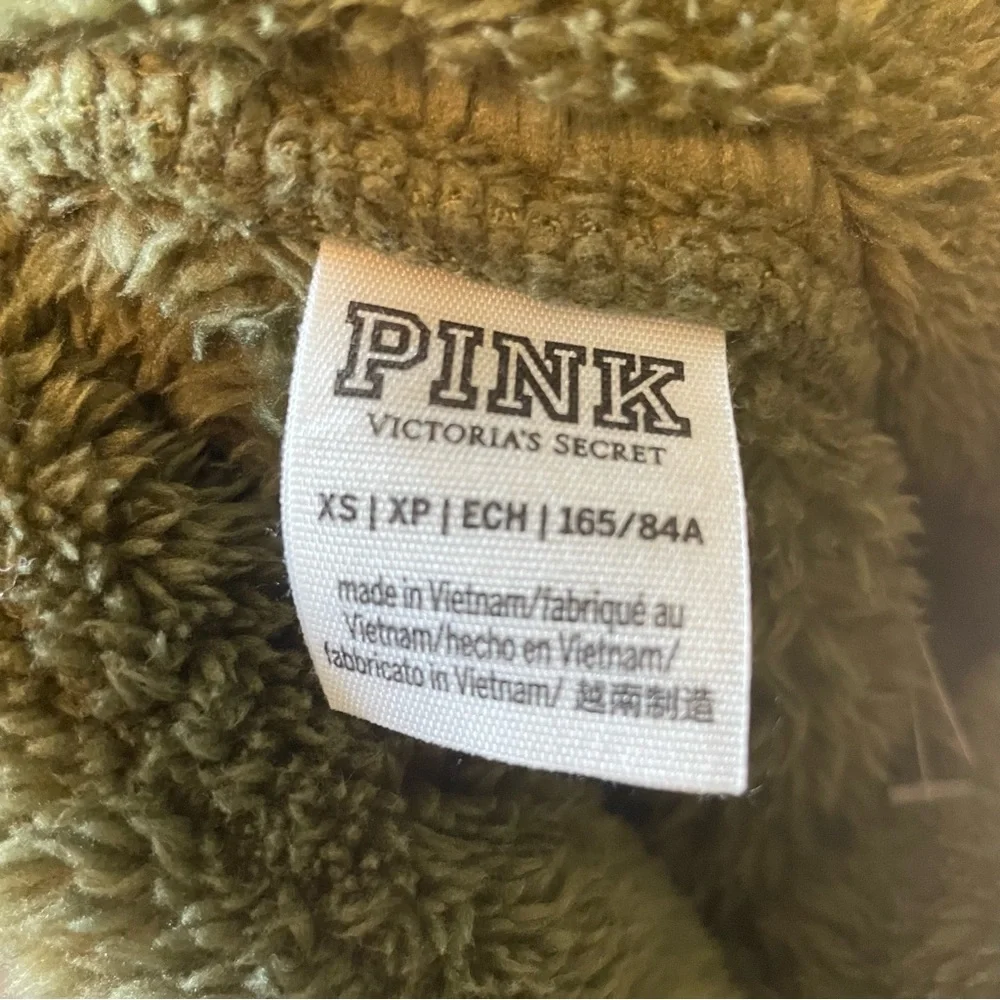 PINK
VICTORIA'S SECRET
XS | XP | ECH | 165/84A
made in Vietnam/fabriqué au
Vietnam/hecho en Vietnam/
fabbricato in Vietnam/ 越南制造